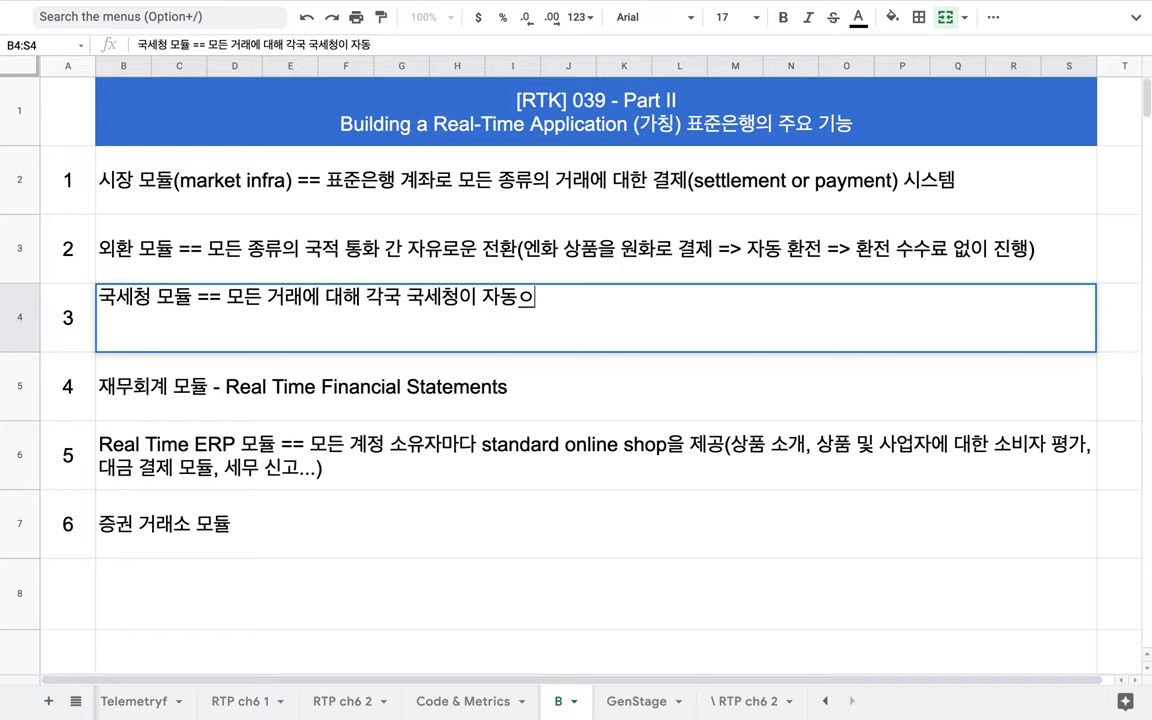 Search the menus (Option+/)
100%
$ % .0 .00 123
Arial
17
B I S A
B4:S4
fx 국세청 모듈 == 모든 거래에 대해 각국 국세청이 자동
A B C D E F G H I J K L M N O P Q R S T
1
[RTK] 039 - Part II
Building a Real-Time Application (가칭) 표준은행의 주요 기능
2 1 시장 모듈(market infra) == 표준은행 계좌로 모든 종류의 거래에 대한 결제(settlement or payment) 시스템
3 2 외환 모듈 == 모든 종류의 국적 통화 간 자유로운 전환(엔화 상품을 원화로 결제 => 자동 환전 => 환전 수수료 없이 진행)
4 3 국세청 모듈 == 모든 거래에 대해 각국 국세청이 자동ㅇ
5 4 재무회계 모듈 - Real Time Financial Statements
6 5 Real Time ERP 모듈 == 모든 계정 소유자마다 standard online shop을 제공(상품 소개, 상품 및 사업자에 대한 소비자 평가,
대금 결제 모듈, 세무 신고...)
7 6 증권 거래소 모듈
8
Telemetryf RTP ch6 1 RTP ch6 2 Code & Metrics B GenStage \ RTP ch6 2